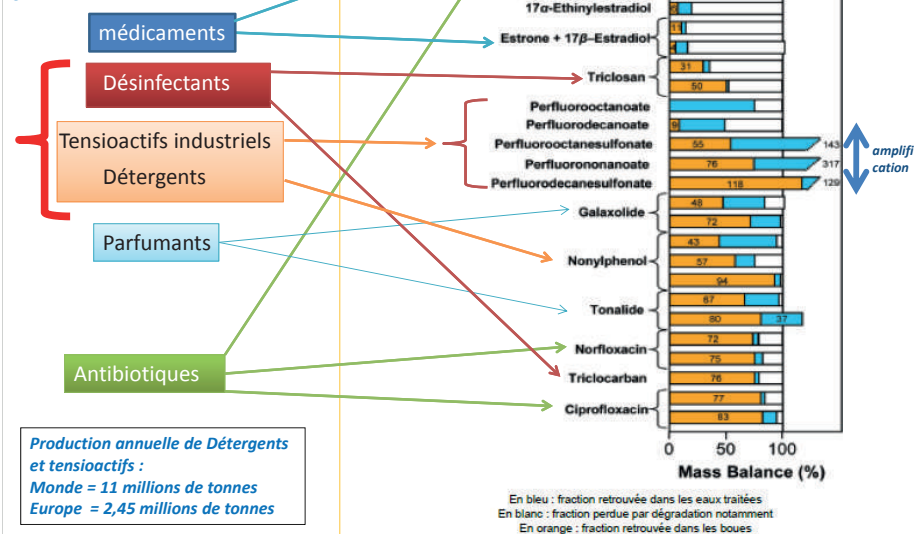 17α-Ethinylestradiol
médicaments
11
Estrone + 17β–Estradiol
Désinfectants
31
Triclosan
50
Perfluorooctanoate
Perfluorodecanoate
9
Tensioactifs industriels
Perfluorooctanesulfonate
55
143
amplifi
cation
Perfluorononanoate
76
317
Détergents
Perfluorodecanesulfonate
118
129
48
Galaxolide
72
Parfumants
43
Nonylphenol
57
94
67
Tonalide
80
37
72
Norfloxacin
75
Antibiotiques
Triclocarban
76
77
Ciprofloxacin
83
0
50
100
Mass Balance (%)
Production annuelle de Détergents
et tensioactifs :
Monde = 11 millions de tonnes
Europe = 2,45 millions de tonnes
En bleu : fraction retrouvée dans les eaux traitées
En blanc : fraction perdue par dégradation notamment
En orange : fraction retrouvée dans les boues